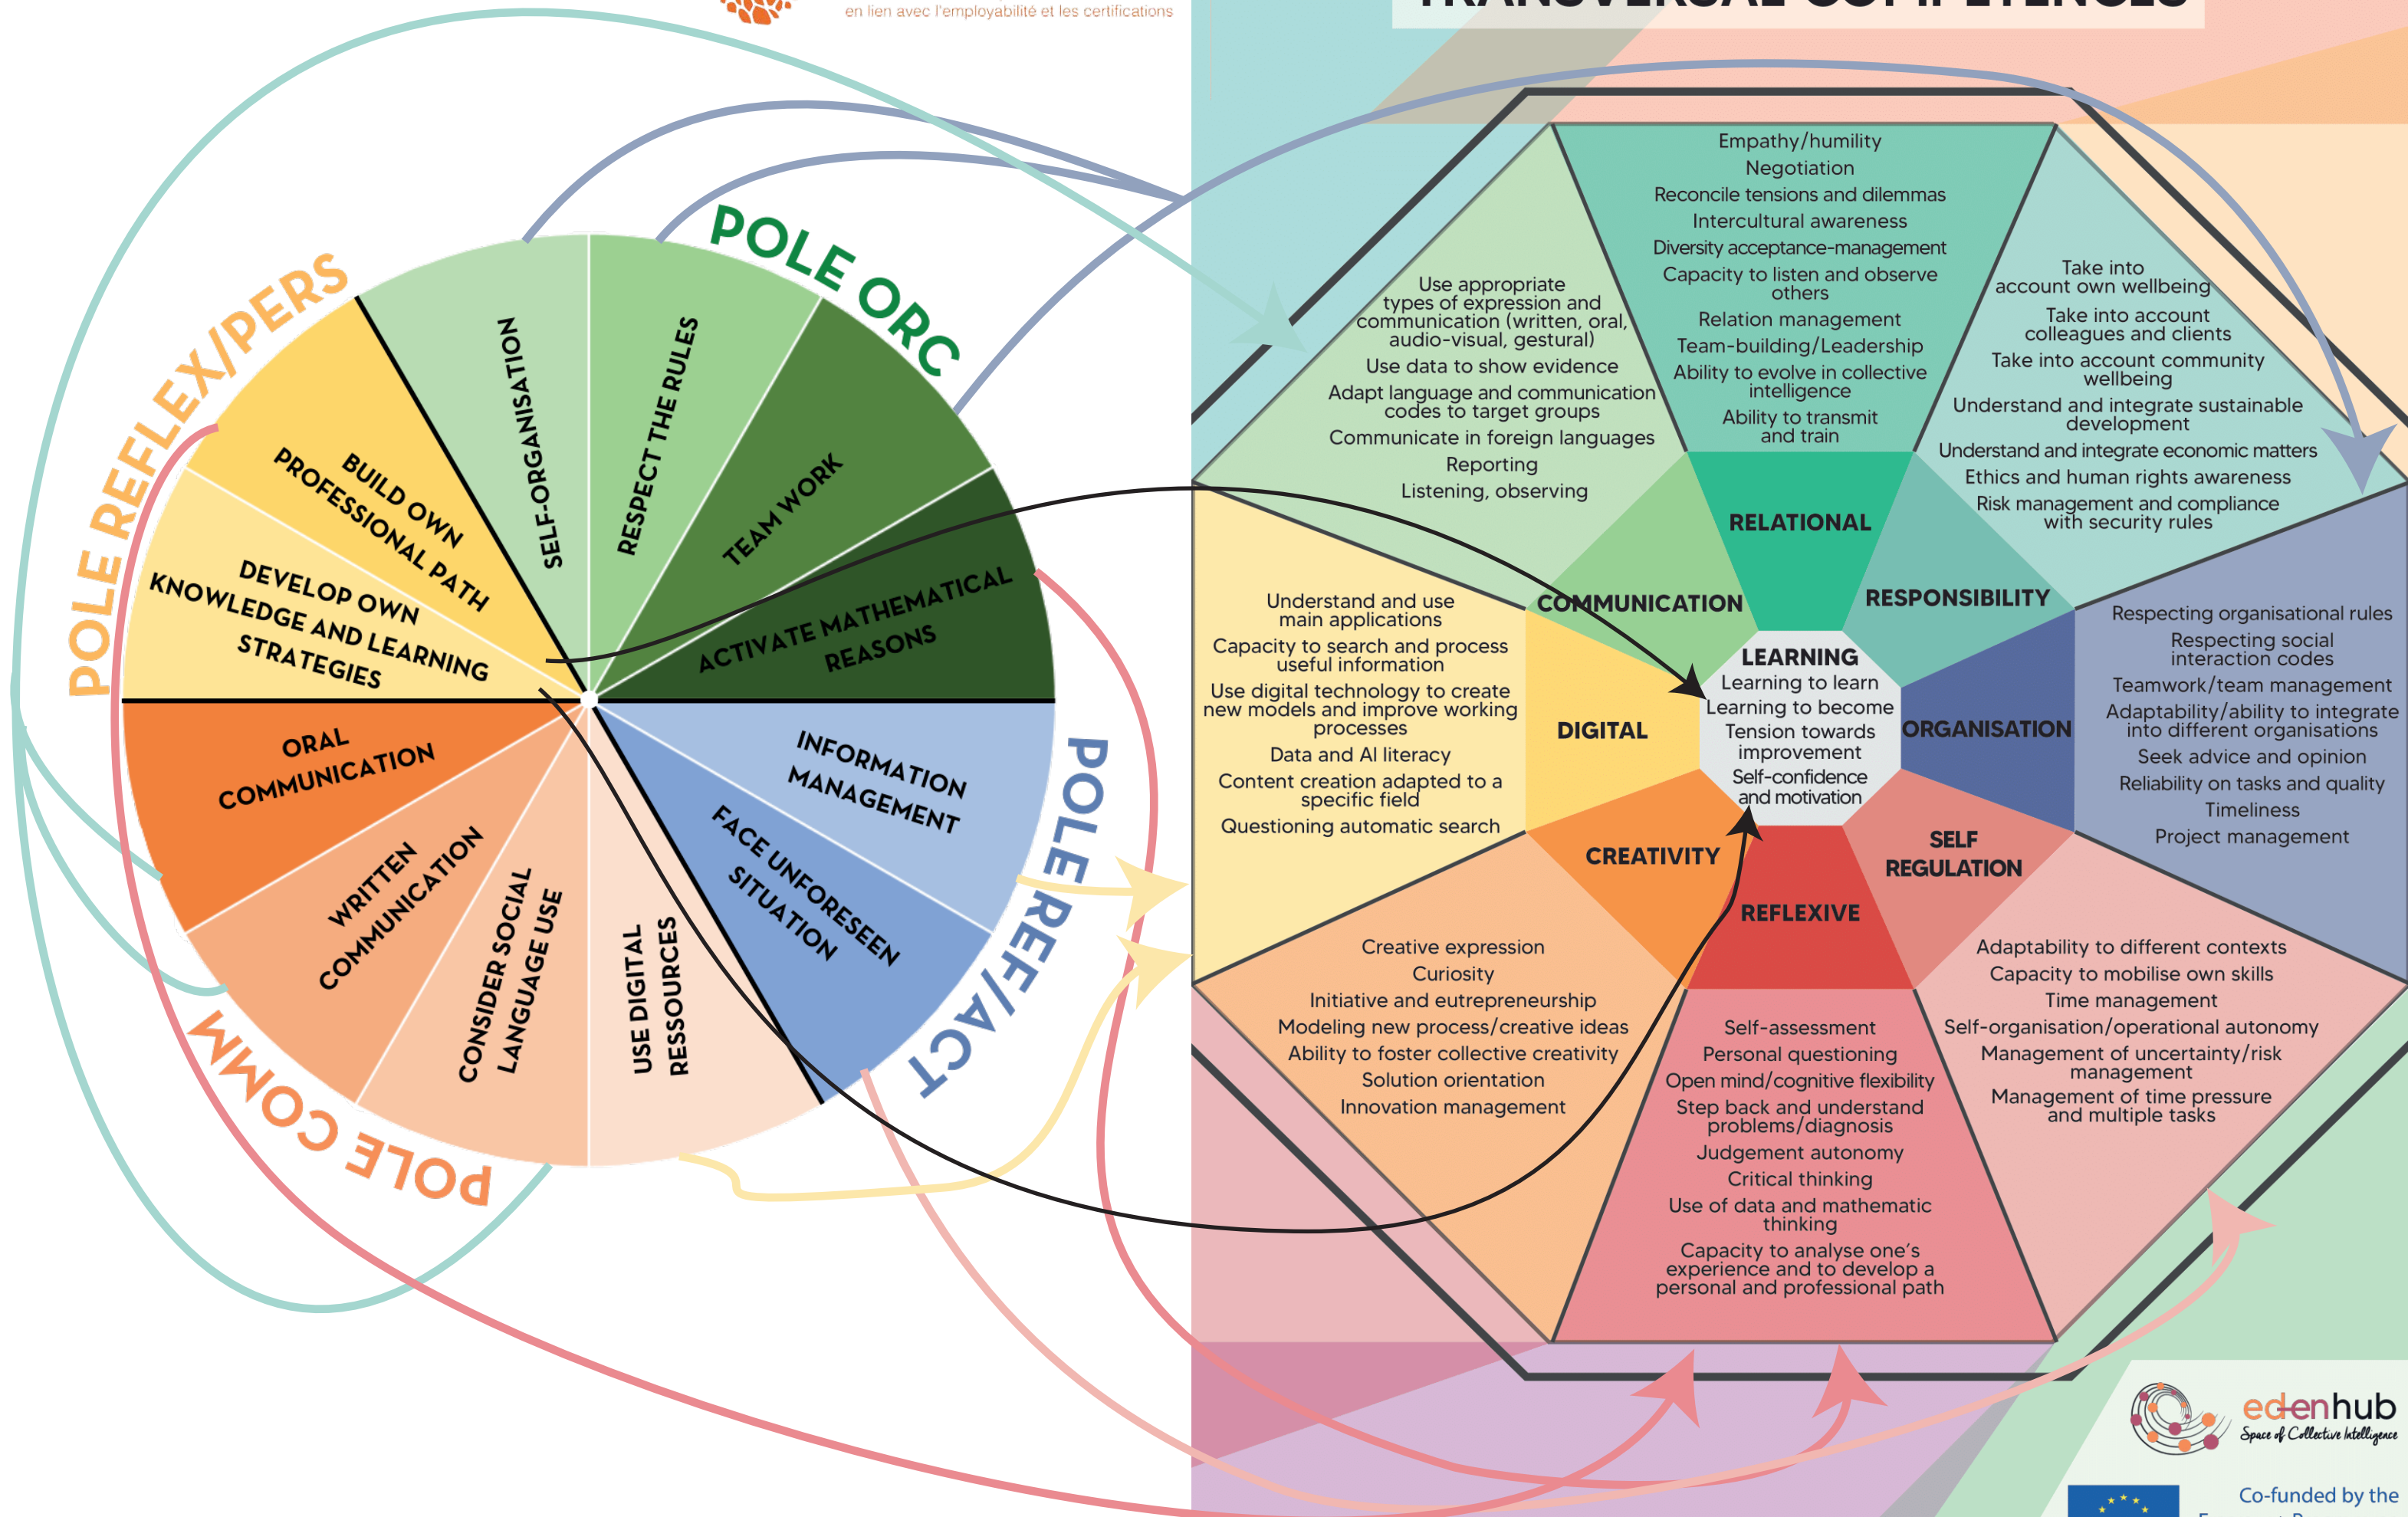 en lien avec l'employabilité et les certifications
TRANSVERSAL COMPETENCES
POLE REFLEX/PERS
POLE ORC
POLE REF/ACT
POLE COMM
BUILD OWN
PROFESSIONAL PATH
DEVELOP OWN
KNOWLEDGE AND LEARNING
STRATEGIES
SELF-ORGANISATION
RESPECT THE RULES
TEAM WORK
ACTIVATE MATHEMATICAL
REASONS
INFORMATION
MANAGEMENT
FACE UNFORESEEN
SITUATION
USE DIGITAL
RESSOURCES
CONSIDER SOCIAL
LANGUAGE USE
WRITTEN
COMMUNICATION
ORAL
COMMUNICATION
Empathy/humility
Negotiation
Reconcile tensions and dilemmas
Intercultural awareness
Diversity acceptance-management
Capacity to listen and observe
others
Relation management
Team-building/Leadership
Ability to evolve in collective
intelligence
Ability to transmit
and train
RELATIONAL
Use appropriate
types of expression and
communication (written, oral,
audio-visual, gestural)
Use data to show evidence
Adapt language and communication
codes to target groups
Communicate in foreign languages
Reporting
Listening, observing
COMMUNICATION
Take into
account own wellbeing
Take into account
colleagues and clients
Take into account community
wellbeing
Understand and integrate sustainable
development
Understand and integrate economic matters
Ethics and human rights awareness
Risk management and compliance
with security rules
RESPONSIBILITY
Understand and use
main applications
Capacity to search and process
useful information
Use digital technology to create
new models and improve working
processes
Data and AI literacy
Content creation adapted to a
specific field
Questioning automatic search
DIGITAL
LEARNING
Learning to learn
Learning to become
Tension towards
improvement
Self-confidence
and motivation
ORGANISATION
Respecting organisational rules
Respecting social
interaction codes
Teamwork/team management
Adaptability/ability to integrate
into different organisations
Seek advice and opinion
Reliability on tasks and quality
Timeliness
Project management
CREATIVITY
Creative expression
Curiosity
Initiative and eutrepreneurship
Modeling new process/creative ideas
Ability to foster collective creativity
Solution orientation
Innovation management
REFLEXIVE
Self-assessment
Personal questioning
Open mind/cognitive flexibility
Step back and understand
problems/diagnosis
Judgement autonomy
Critical thinking
Use of data and mathematic
thinking
Capacity to analyse one's
experience and to develop a
personal and professional path
SELF
REGULATION
Adaptability to different contexts
Capacity to mobilise own skills
Time management
Self-organisation/operational autonomy
Management of uncertainty/risk
management
Management of time pressure
and multiple tasks
ed-enhub
Space of Collective Intelligence
Co-funded by the